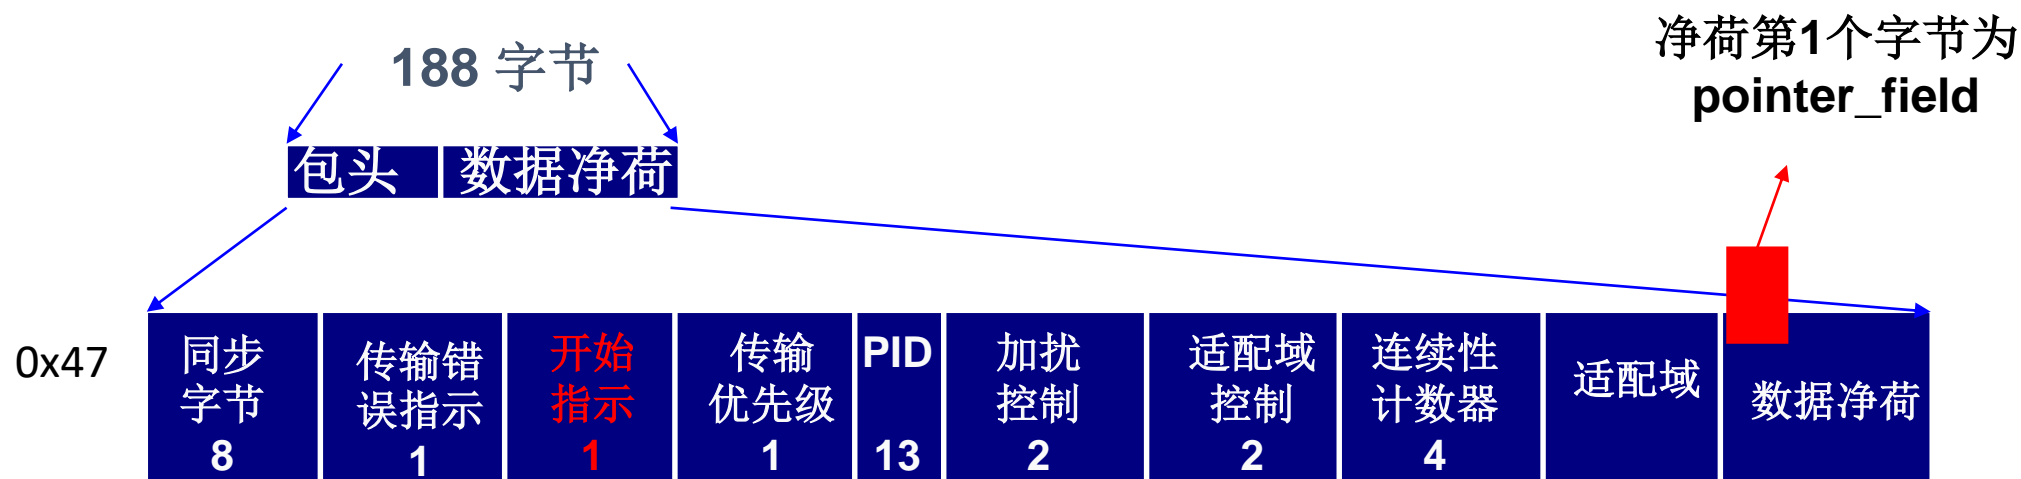 净荷第1个字节为
pointer_field
188 字节
包头
数据净荷
0x47
同步
字节
8
传输错
误指示
1
开始
指示
1
传输
优先级
1
PID
13
加扰
控制
2
适配域
控制
2
连续性
计数器
4
适配域
数据净荷